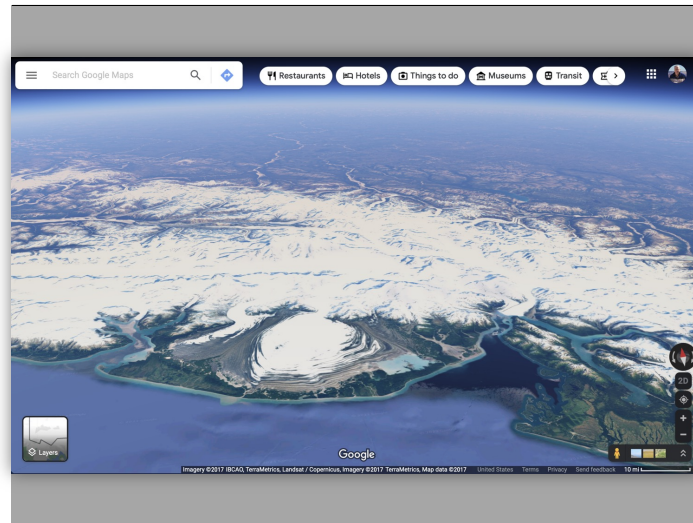 Search Google Maps
Restaurants
Hotels
Things to do
Museums
Transit
2D
Layers
Google
Imagery ©2017 IBCAO, TerraMetrics, Landsat / Copernicus, Imagery ©2017 TerraMetrics, Map data ©2017 United States Terms Privacy Send feedback 10 mi